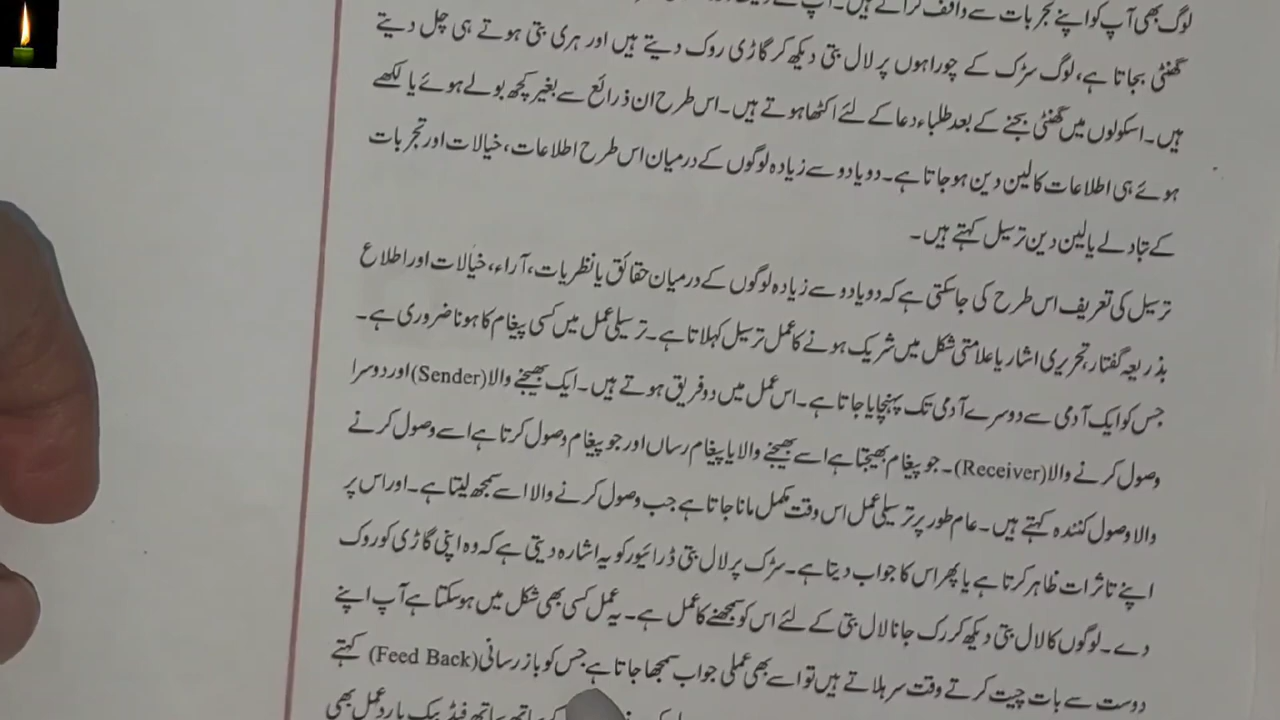 لوگ بھی آپ کو اپنے تجربات سے واقف کراتے ہیں۔ آپ نے
گھنٹی بجاتا ہے، لوگ سڑک کے چوراہوں پر لال بتی دیکھ کر گاڑی روک دیتے ہیں اور ہری بتی ہوتے ہی چل دیتے
ہیں۔ اسکولوں میں گھنٹی بجنے کے بعد طلباء دعا کے لئے اکٹھا ہوتے ہیں۔ اس طرح ان ذرائع سے بغیر کچھ بولے ہوئے یا لکھے
ہوئے ہی اطلاعات کا لین دین ہو جاتا ہے۔ دو یا دو سے زیادہ لوگوں کے درمیان اس طرح اطلاعات، خیالات اور تجربات
کے تبادلے یا لین دین ترسیل کہتے ہیں۔
ترسیل کی تعریف اس طرح کی جاسکتی ہے کہ دو یا دو سے زیادہ لوگوں کے درمیان حقائق یا نظریات، آراء، خیالات اور اطلاع
بذریعہ گفتار، تحریری اشار یا علامتی شکل میں شریک ہونے کا عمل ترسیل کہلاتا ہے۔ ترسیلی عمل میں کسی پیغام کا ہونا ضروری ہے۔
جس کو ایک آدمی سے دوسرے آدمی تک پہنچایا جاتا ہے۔ اس عمل میں دو فریق ہوتے ہیں۔ ایک بھیجنے والا (Sender) اور دوسرا
وصول کرنے والا (Receiver)۔ جو پیغام بھیجتا ہے اسے بھیجنے والا یا پیغام رساں اور جو پیغام وصول کرتا ہے اسے وصول کرنے
والا وصول کنندہ کہتے ہیں۔ عام طور پر ترسیلی عمل اس وقت مکمل مانا جاتا ہے جب وصول کرنے والا اسے سمجھ لیتا ہے۔ اور اس پر
اپنے تاثرات ظاہر کرتا ہے یا پھر اس کا جواب دیتا ہے۔ سڑک پر لال بتی ڈرائیور کو یہ اشارہ دیتی ہے کہ وہ اپنی گاڑی کو روک
دے۔ لوگوں کا لال بتی دیکھ کر رک جانا لال بتی کے لئے اس کو سمجھنے کا عمل ہے۔ یہ عمل کسی بھی شکل میں ہو سکتا ہے آپ اپنے
دوست سے بات چیت کرتے وقت سر ہلاتے ہیں تو اسے بھی عملی جواب سمجھا جاتا ہے جس کو باز رسانی (Feed Back) کہتے
ساتھ ساتھ فیڈ بیک یا رد عمل بھی